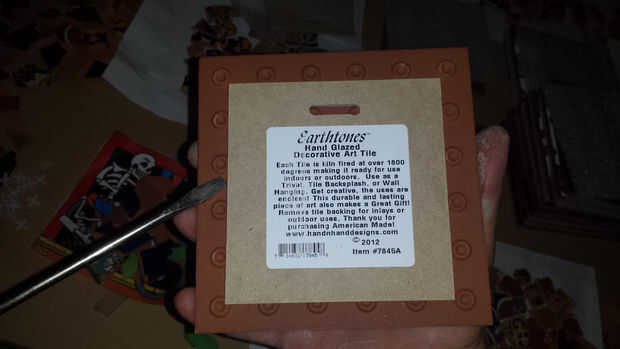 Earthtones™
Hand Glazed
Decorative Art Tile
Each Tile is kiln fired at over 1800
degrees making it ready for use
indoors or outdoors. Use as a
Trivat, Tile Backsplash, or Wall
Hanging. Get creative, the uses are
endless! This durable and lasting
piece of art also makes a Great Gift!
Remove tile backing for inlays or
outdoor uses. Thank you for
purchasing American Made!
www.handnhanddesigns.com
© 2012
Item #7845A